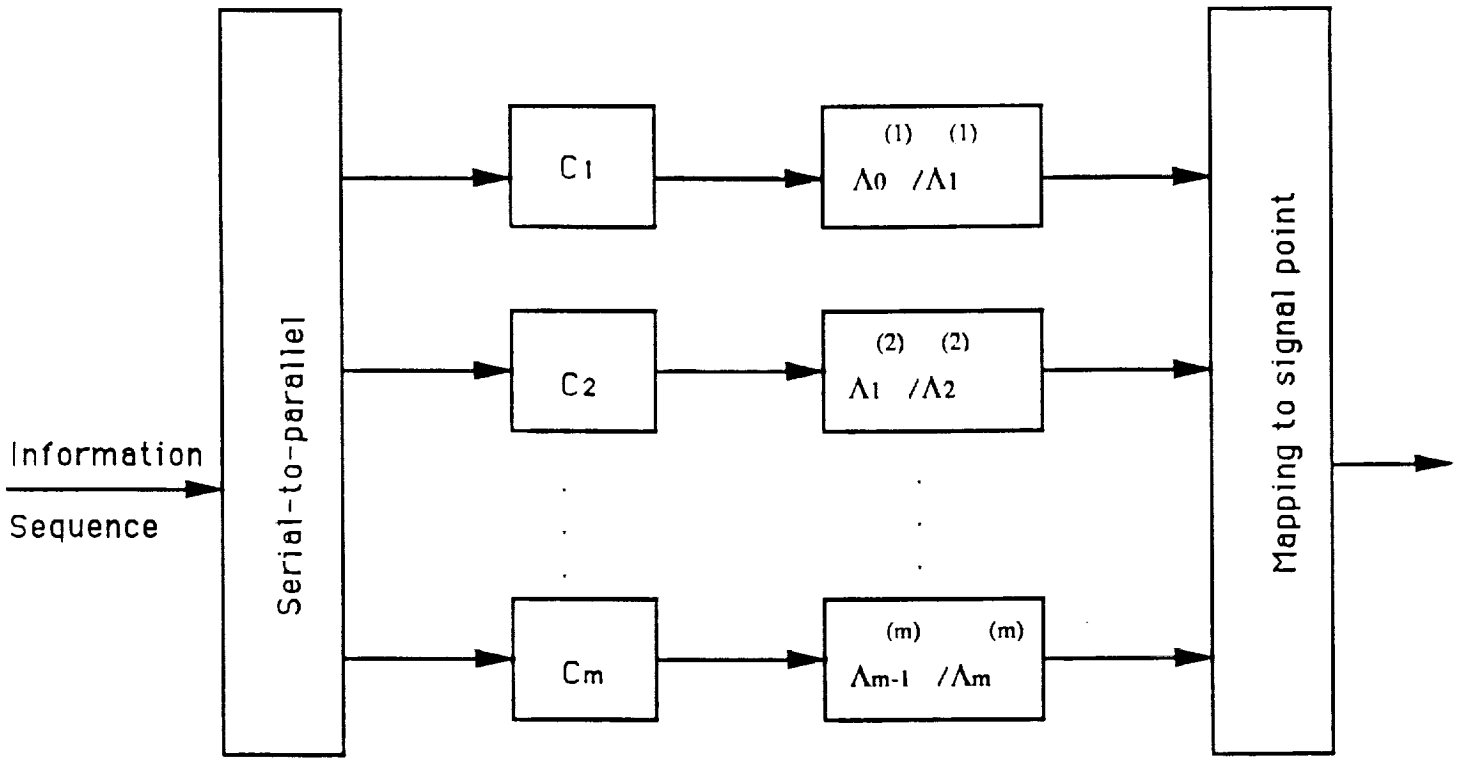 Information
Sequence
Serial-to-parallel
C1
(1) (1)
Λ0 /Λ1
C2
(2) (2)
Λ1 /Λ2
Cm
(m) (m)
Λm-1 /Λm
Mapping to signal point